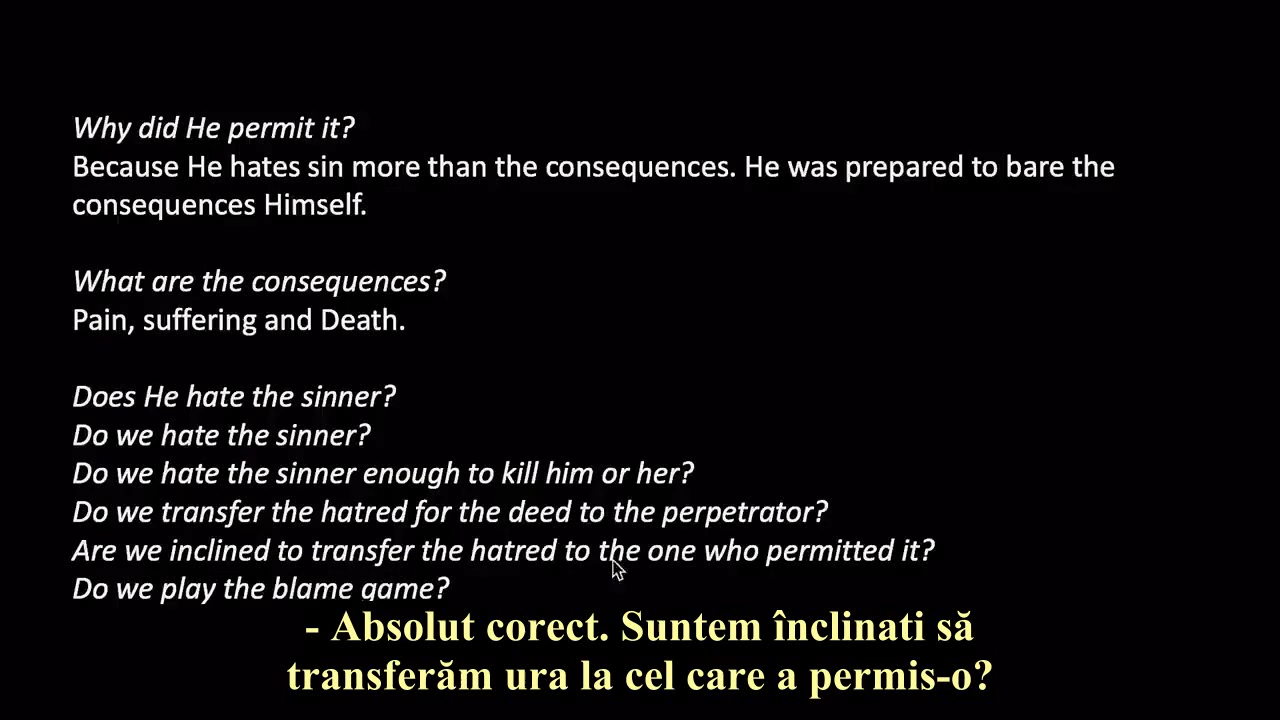 Why did He permit it?
Because He hates sin more than the consequences. He was prepared to bare the
consequences Himself.
What are the consequences?
Pain, suffering and Death.
Does He hate the sinner?
Do we hate the sinner?
Do we hate the sinner enough to kill him or her?
Do we transfer the hatred for the deed to the perpetrator?
Are we inclined to transfer the hatred to the one who permitted it?
Do we play the blame game?
- Absolut corect. Suntem înclinati să
transferăm ura la cel care a permis-o?